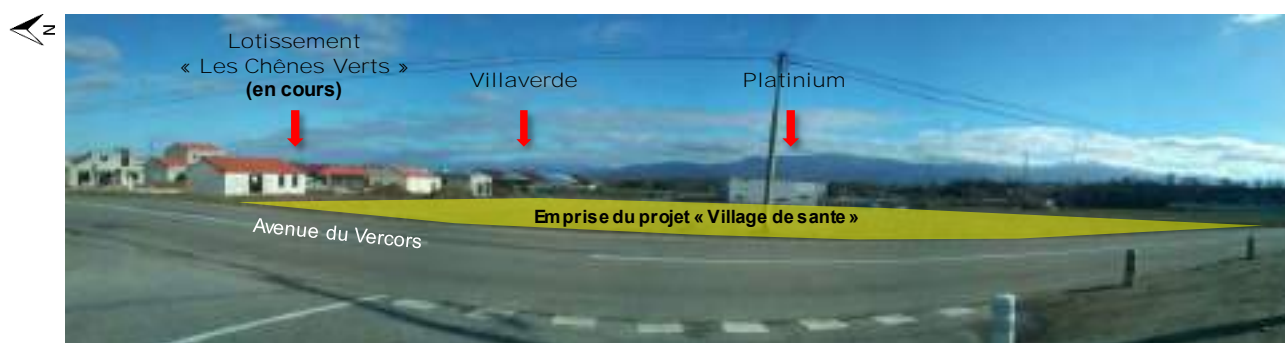 N
Lotissement
« Les Chênes Verts »
(en cours)
Villaverde
Platinium
Emprise du projet « Village de sante »
Avenue du Vercors